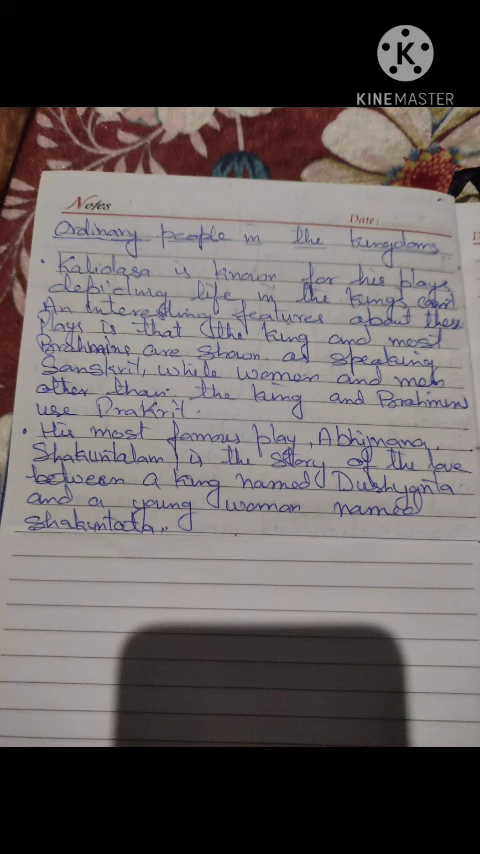 K
KINEMASTER
Notes
Date:
Ordinary people in the kingdoms
• Kalidasa is known for his plays
depicting life in the kings court
An interesting features about these
plays is that the king and most
Brahmins are shown as speaking
Sanskrit, while women and man
other than the king and Brahmins
use Prakrit.
• His most famous play, Abhijnana
Shakuntalam is the story of the love
between a king named Dushyanta
and a young woman named
Shakuntala.